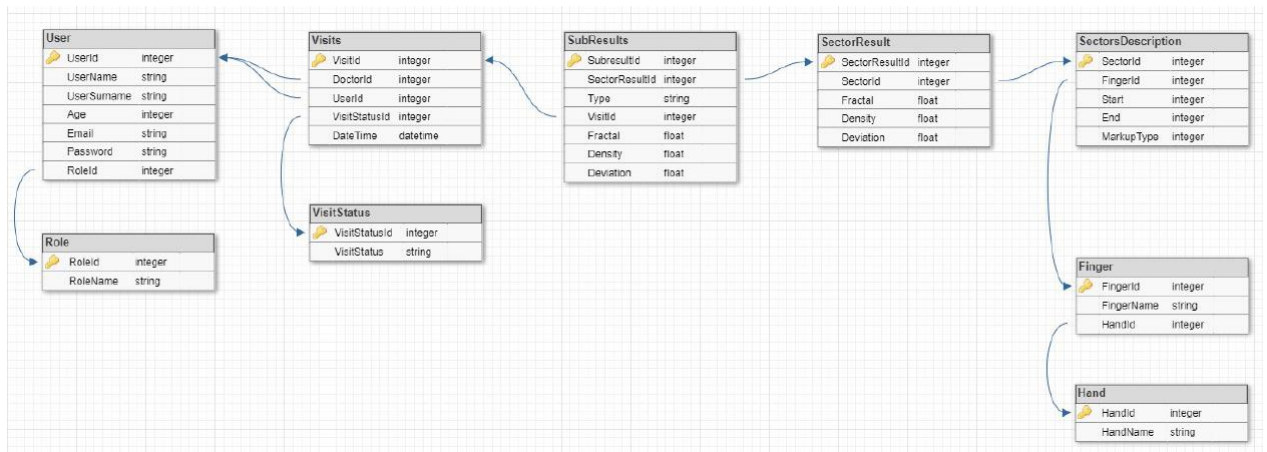 User
UserId integer
UserName string
UserSurname string
Age integer
Email string
Password string
RoleId integer
Role
RoleId integer
RoleName string
Visits
VisitId integer
DoctorId integer
UserId integer
VisitStatusId integer
DateTime datetime
VisitStatus
VisitStatusId integer
VisitStatus string
SubResults
SubresultId integer
SectorResultId integer
Type string
VisitId integer
Fractal float
Density float
Deviation float
SectorResult
SectorResultId integer
SectorId integer
Fractal float
Density float
Deviation float
SectorsDescription
SectorId integer
FingerId integer
Start integer
End integer
MarkupType integer
Finger
FingerId integer
FingerName string
HandId integer
Hand
HandId integer
HandName string